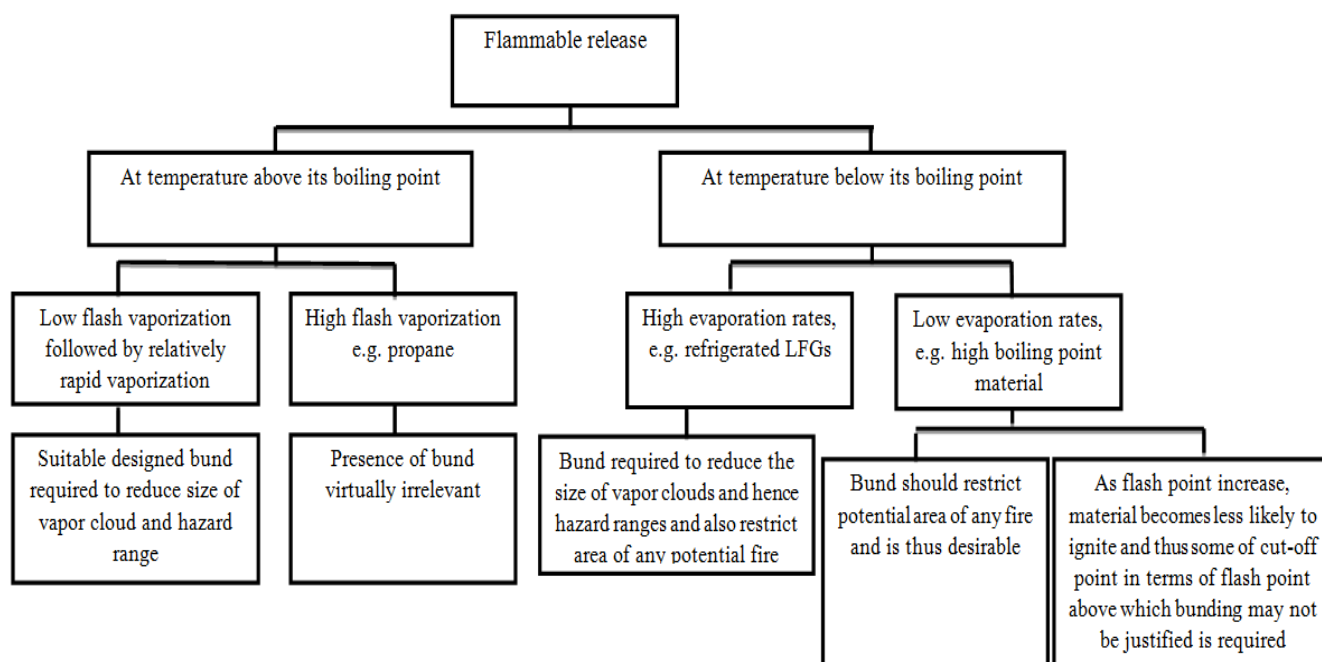 Flammable release
At temperature above its boiling point
At temperature below its boiling point
Low flash vaporization
followed by relatively
rapid vaporization
High flash vaporization
e.g. propane
High evaporation rates,
e.g. refrigerated LFGs
Low evaporation rates,
e.g. high boiling point
material
Suitable designed bund
required to reduce size of
vapor cloud and hazard
range
Presence of bund
virtually irrelevant
Bund required to reduce the
size of vapor clouds and hence
hazard ranges and also restrict
area of any potential fire
Bund should restrict
potential area of any fire
and is thus desirable
As flash point increase,
material becomes less likely to
ignite and thus some of cut-off
point in terms of flash point
above which bunding may not
be justified is required